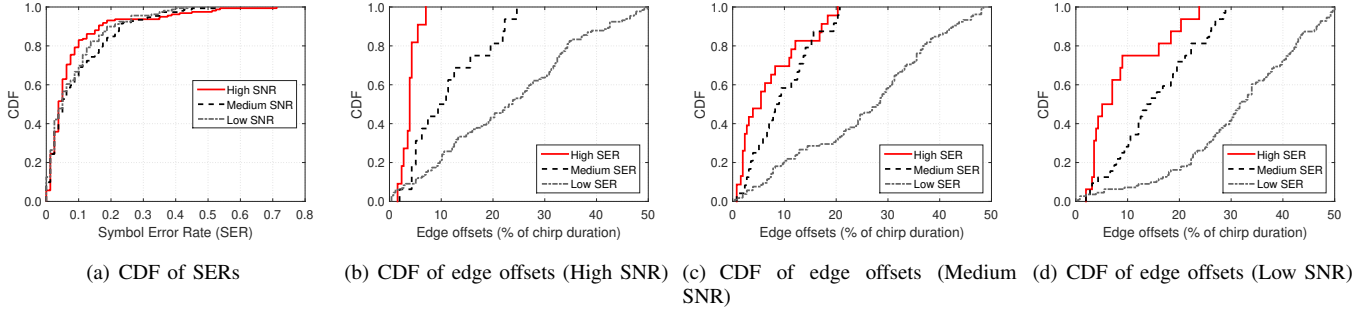 CDF
1.0
0.8
0.6
0.4
0.2
0.0
High SNR
Medium SNR
Low SNR
0 0.1 0.2 0.3 0.4 0.5 0.6 0.7 0.8
Symbol Error Rate (SER)
(a) CDF of SERs
CDF
1.0
0.8
0.6
0.4
0.2
0.0
High SER
Medium SER
Low SER
0 10 20 30 40 50
Edge offsets (% of chirp duration)
(b) CDF of edge offsets (High SNR)
CDF
1.0
0.8
0.6
0.4
0.2
0.0
High SER
Medium SER
Low SER
0 10 20 30 40 50
Edge offsets (% of chirp duration)
(c) CDF of edge offsets (Medium
SNR)
CDF
1.0
0.8
0.6
0.4
0.2
0.0
High SER
Medium SER
Low SER
0 10 20 30 40 50
Edge offsets (% of chirp duration)
(d) CDF of edge offsets (Low SNR)